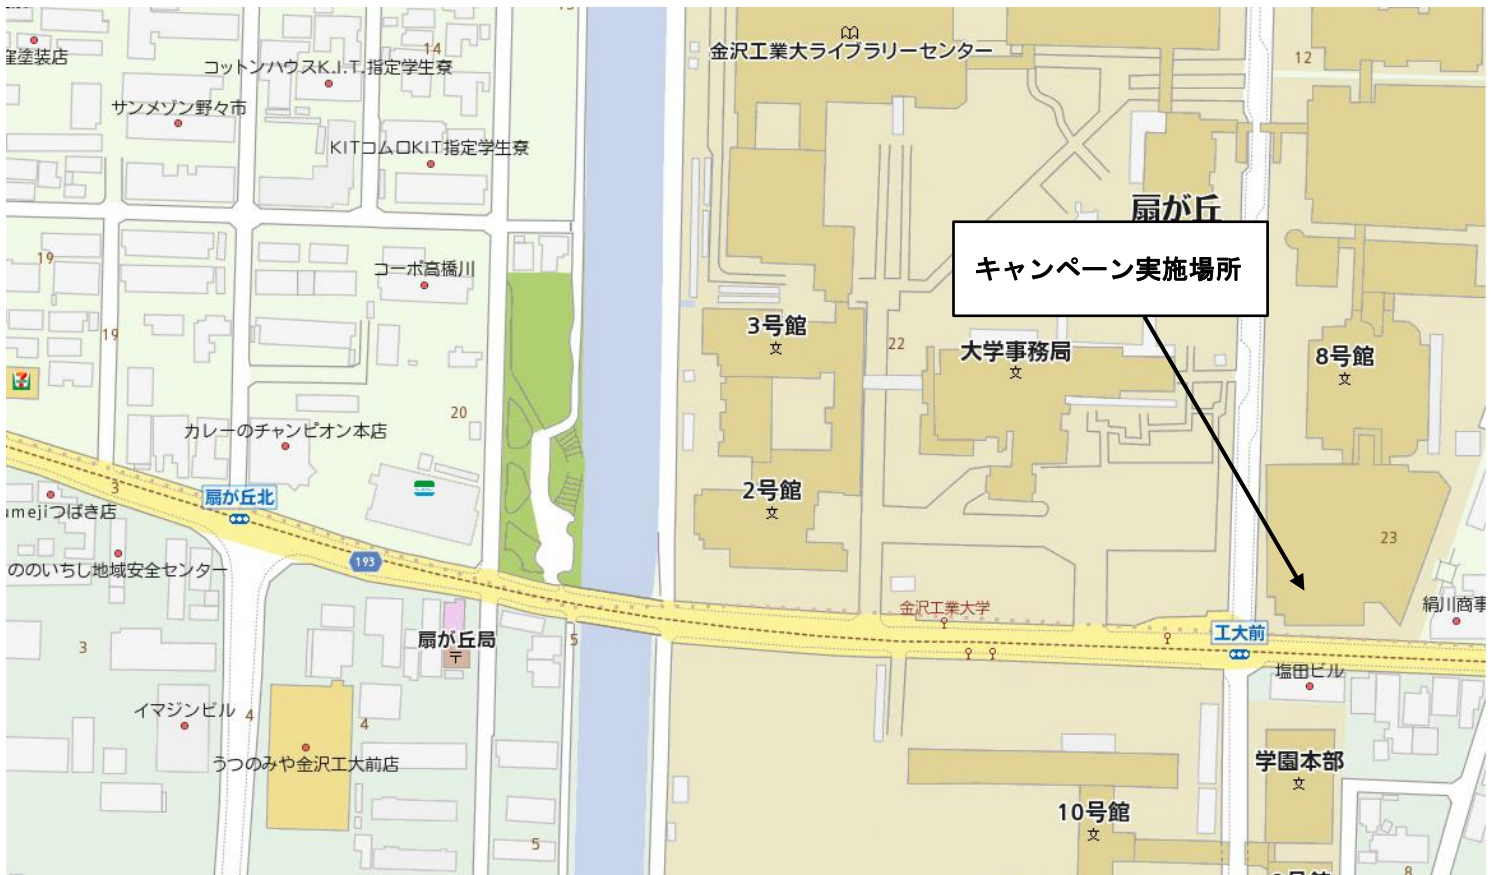 14
金沢工業大ライブラリーセンター
12
窪塗装店
コットンハウスK.I.T.指定学生寮
サンメゾン野々市
KITコムロKIT指定学生寮
扇が丘
19
コーポ高橋川
キャンペーン実施場所
19
3号館
文
22
大学事務局
文
8号館
文
20
カレーのチャンピオン本店
3
扇が丘北
umejiつばき店
2号館
文
23
193
ののいちし地域安全センター
金沢工業大学
絹川商事
工大前
扇が丘局
〒
5
3
塩田ビル
イマジンビル
4
4
うつのみや金沢工大前店
学園本部
文
10号館
文
5
8